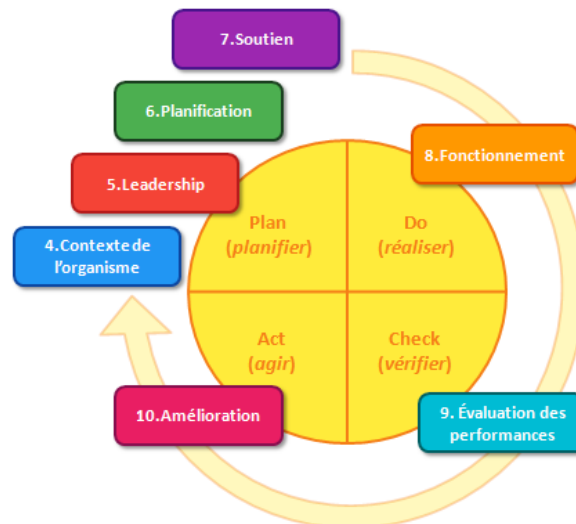 7.Soutien
6.Planification
8.Fonctionnement
5.Leadership
4.Contexte de
l'organisme
Plan
(planifier)
Do
(réaliser)
Act
(agir)
Check
(vérifier)
10.Amélioration
9. Évaluation des
performances